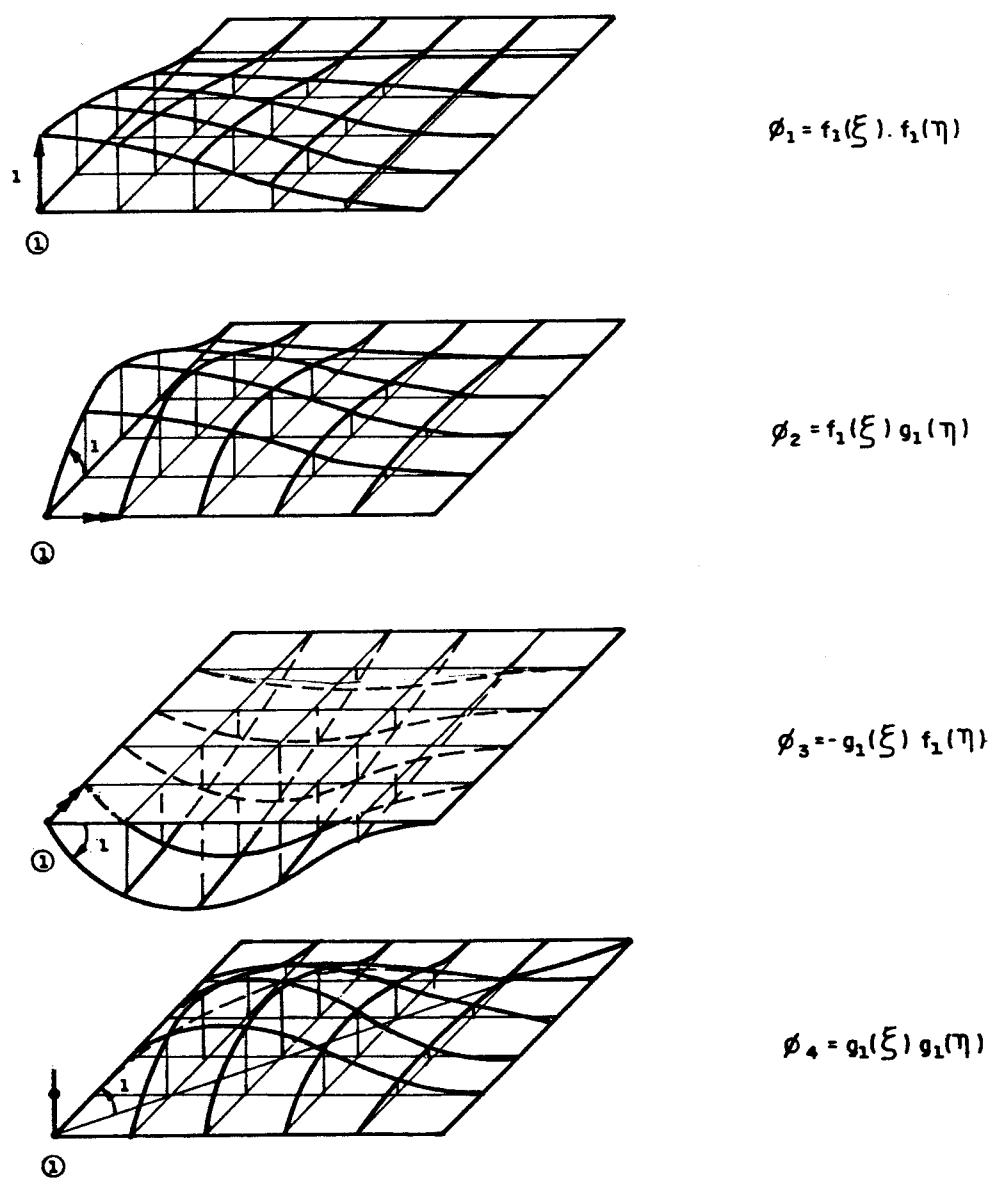 1
ϕ₁ = f₁(ξ). f₁(η)
①
1
ϕ₂ = f₁(ξ) g₁(η)
①
1
ϕ₃ =- g₁(ξ) f₁(η)
①
1
ϕ₄ = g₁(ξ) g₁(η)
①